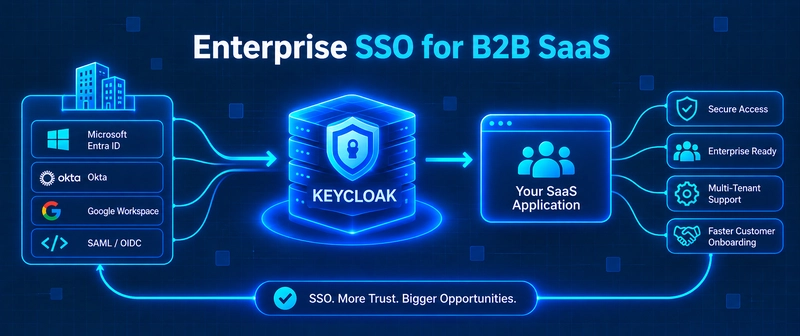 Enterprise SSO for B2B SaaS
Microsoft
Entra ID
okta Okta
Google Workspace
SAML / OIDC
KEYCLOAK
Your SaaS
Application
Secure Access
Enterprise Ready
Multi-Tenant
Support
Faster Customer
Onboarding
SSO. More Trust. Bigger Opportunities.